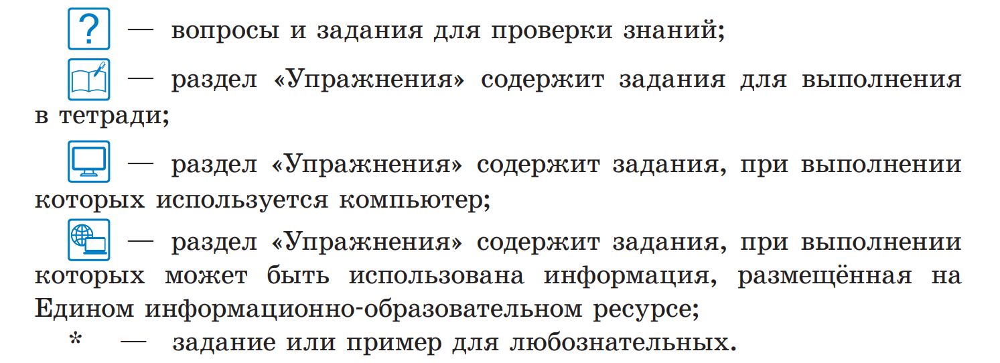 ? — вопросы и задания для проверки знаний;
— раздел «Упражнения» содержит задания для выполнения
в тетради;
— раздел «Упражнения» содержит задания, при выполнении
которых используется компьютер;
— раздел «Упражнения» содержит задания, при выполнении
которых может быть использована информация, размещённая на
Едином информационно-образовательном ресурсе;
* — задание или пример для любознательных.